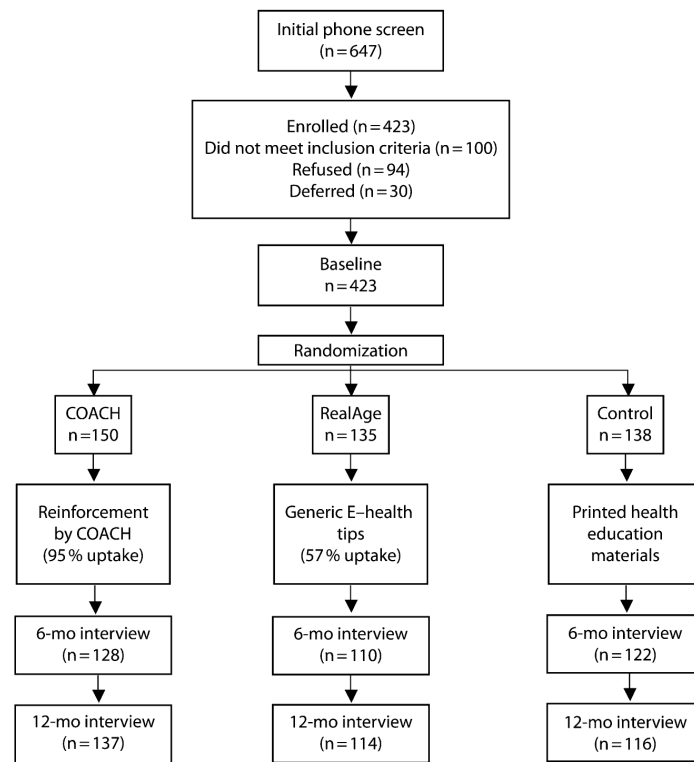 Initial phone screen
(n=647)
Enrolled (n=423)
Did not meet inclusion criteria (n=100)
Refused (n=94)
Deferred (n=30)
Baseline
n=423
Randomization
COACH
n=150
RealAge
n=135
Control
n=138
Reinforcement
by COACH
(95% uptake)
Generic E–health
tips
(57% uptake)
Printed health
education
materials
6-mo interview
(n=128)
6-mo interview
(n=110)
6-mo interview
(n=122)
12-mo interview
(n=137)
12-mo interview
(n=114)
12-mo interview
(n=116)